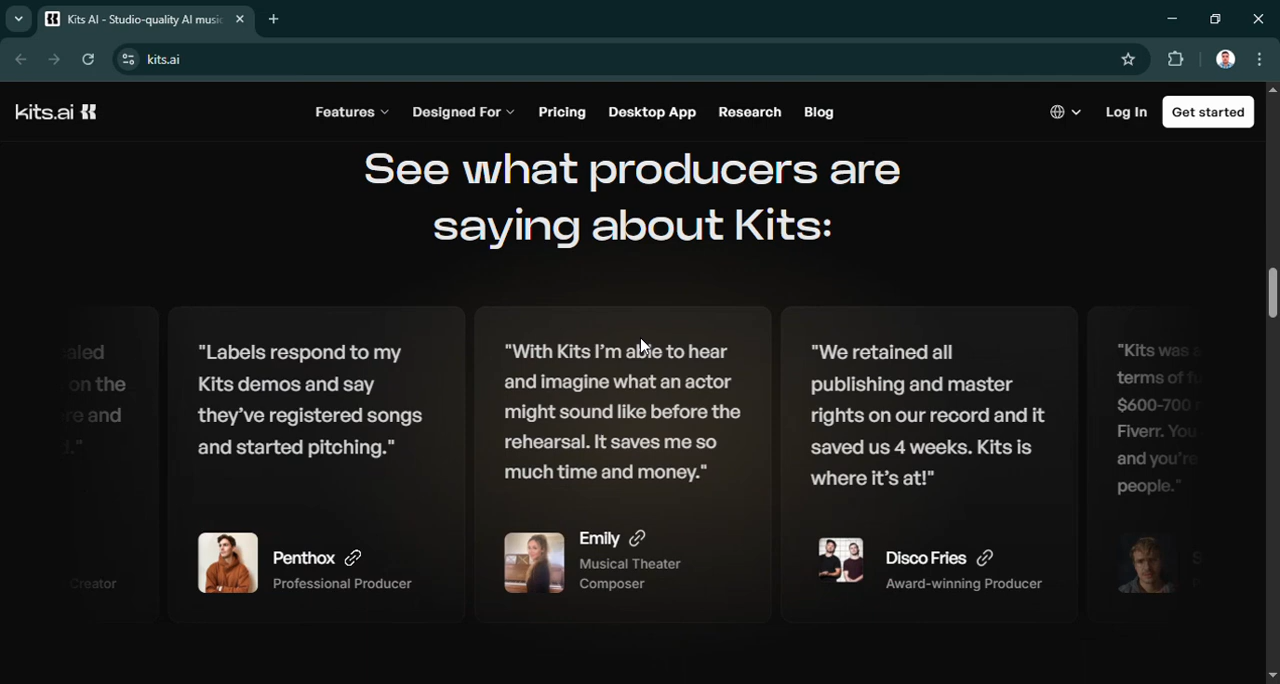 Kits AI - Studio-quality AI music
kits.ai
kits.ai
Features
Designed For
Pricing
Desktop App
Research
Blog
Log In
Get started
See what producers are
saying about Kits:
on the
re and
Creator
"Labels respond to my
Kits demos and say
they've registered songs
and started pitching."
Penthox
Professional Producer
"With Kits I'm able to hear
and imagine what an actor
might sound like before the
rehearsal. It saves me so
much time and money."
Emily
Musical Theater
Composer
"We retained all
publishing and master
rights on our record and it
saved us 4 weeks. Kits is
where it's at!"
Disco Fries
Award-winning Producer
"Kits was
terms of
$600-700
Fiverr. You
and you're
people."